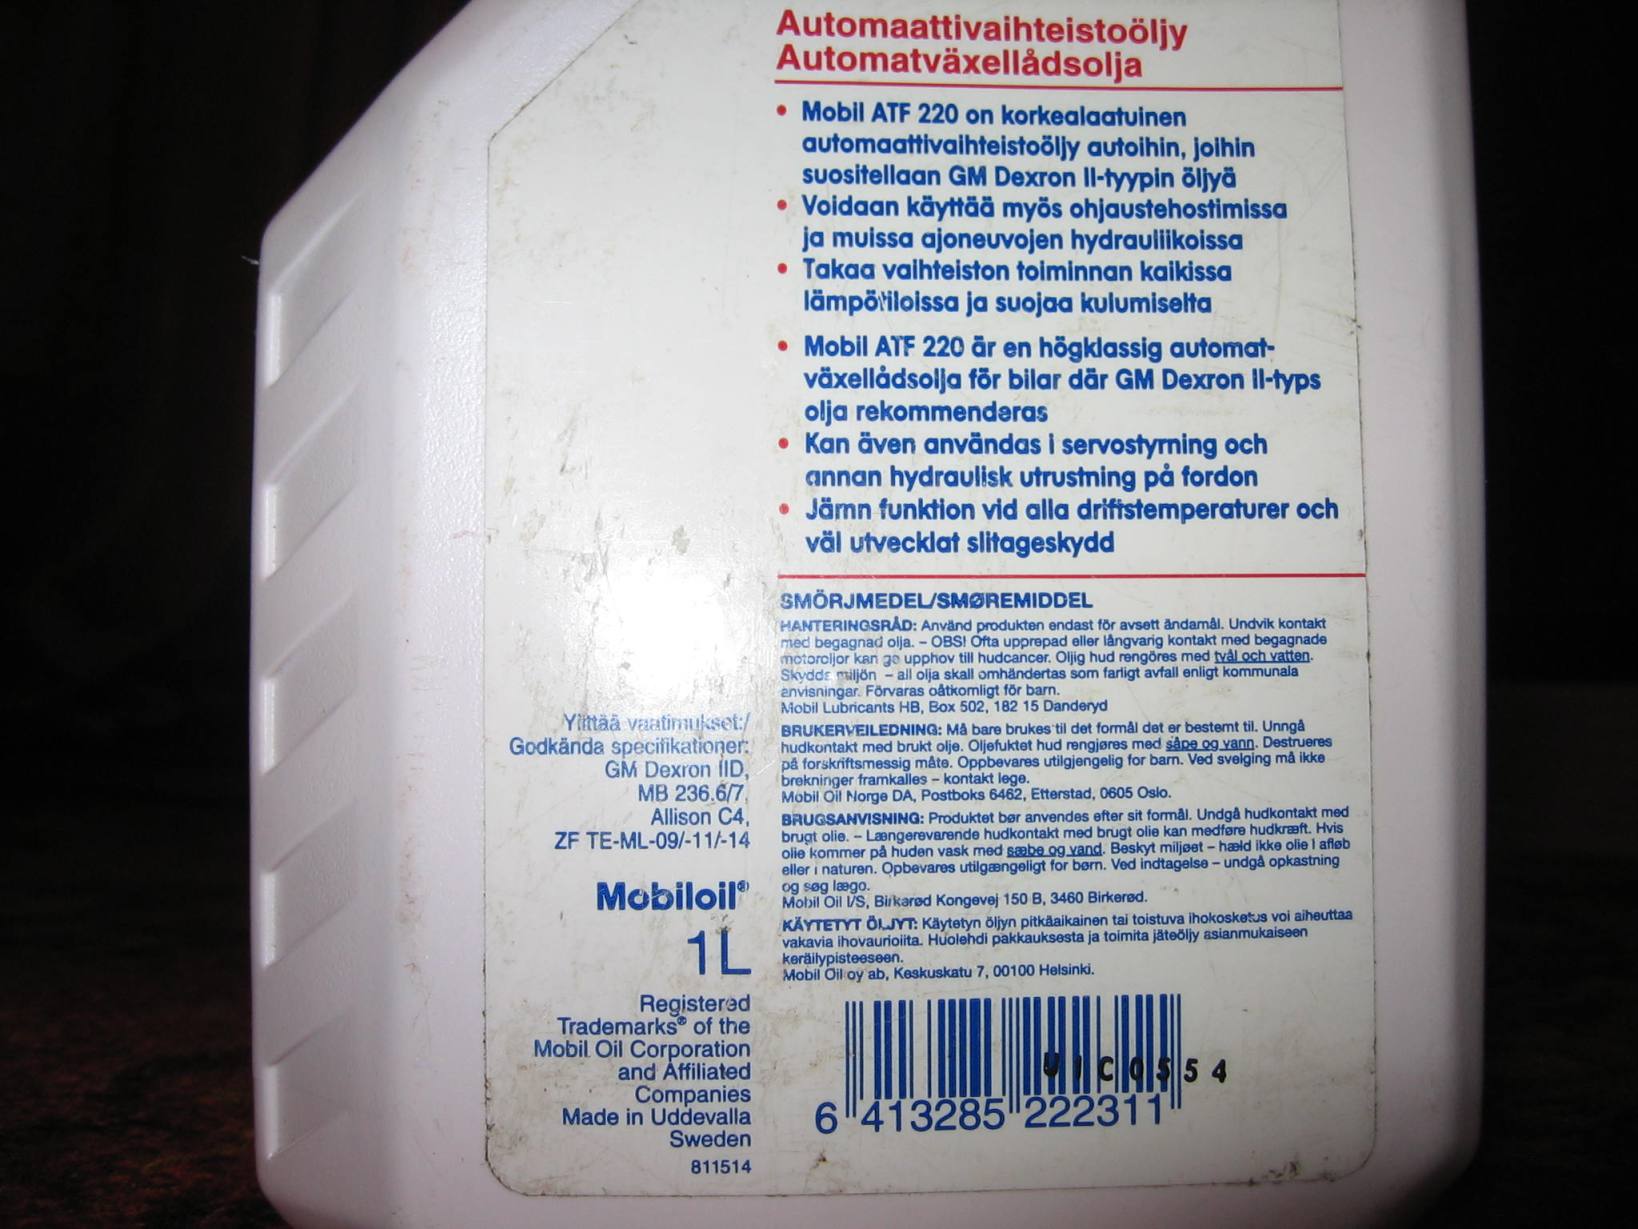 Automaattivaihteistoöljy
Automatväxellådsolja
• Mobil ATF 220 on korkealaatuinen
automaattivaihteistoöljy autoihin, joihin
suositellaan GM Dexron II-tyypin öljyä
• Voidaan käyttää myös ohjaustehostimissa
ja muissa ajoneuvojen hydrauliikoissa
• Takaa vaihteiston toiminnan kaikissa
lämpötiloissa ja suojaa kulumiselta
• Mobil ATF 220 är en högklassig automat-
växellådsolja för bilar där GM Dexron II-typs
olja rekommenderas
• Kan även användas i servostyrning och
annan hydraulisk utrustning på fordon
• Jämn funktion vid alla driftstemperaturer och
väl utvecklat slitageskydd
SMÖRJMEDEL/SMØREMIDDEL
HANTERINGSRÅD: Använd produkten endast för avsett ändamål. Undvik kontakt
med begagnad olja. – OBS! Ofta upprepad eller långvarig kontakt med begagnade
motoroljor kan ge upphov till hudcancer. Oljig hud rengöres med tvål och vatten.
Skydda miljön – all olja skall omhändertas som farligt avfall enligt kommunala
anvisningar. Förvaras oåtkomligt för barn.
Mobil Lubricants HB, Box 502, 182 15 Danderyd
BRUKERVEILEDNING: Må bare brukes til det formål det er bestemt til. Unngå
hudkontakt med brukt olje. Oljefuktet hud rengjøres med såpe og vann. Destrueres
på forskriftsmessig måte. Oppbevares utilgjengelig for barn. Ved svelging må ikke
brekninger framkalles – kontakt lege.
Mobil Oil Norge DA, Postboks 6462, Etterstad, 0605 Oslo.
BRUGSANVISNING: Produktet bør anvendes efter sit formål. Undgå hudkontakt med
brugt olie. – Længerevarende hudkontakt med brugt olie kan medføre hudkræft. Hvis
olie kommer på huden vask med sæbe og vand. Beskyt miljøet – hæld ikke olie i afløb
eller i naturen. Opbevares utilgængeligt for børn. Ved indtagelse – undgå opkastning
og søg læge.
Mobil Oil I/S, Birkerød Kongevej 150 B, 3460 Birkerød.
KÄYTETYT ÖLJYT: Käytetyn öljyn pitkäaikainen tai toistuva ihokosketus voi aiheuttaa
vakavia ihovaurioita. Huolehdi pakkauksesta ja toimita jäteöljy asianmukaiseen
keräilypisteeseen.
Mobil Oil oy ab, Keskuskatu 7, 00100 Helsinki.
Ylittää vaatimukset:/
Godkända specifikationer:
GM Dexron IID,
MB 236.6/7,
Allison C4,
ZF TE-ML-09/-11/-14
Mobiloil®
1L
Registered
Trademarks® of the
Mobil Oil Corporation
and Affiliated
Companies
Made in Uddevalla
Sweden
811514
6 413285 222311